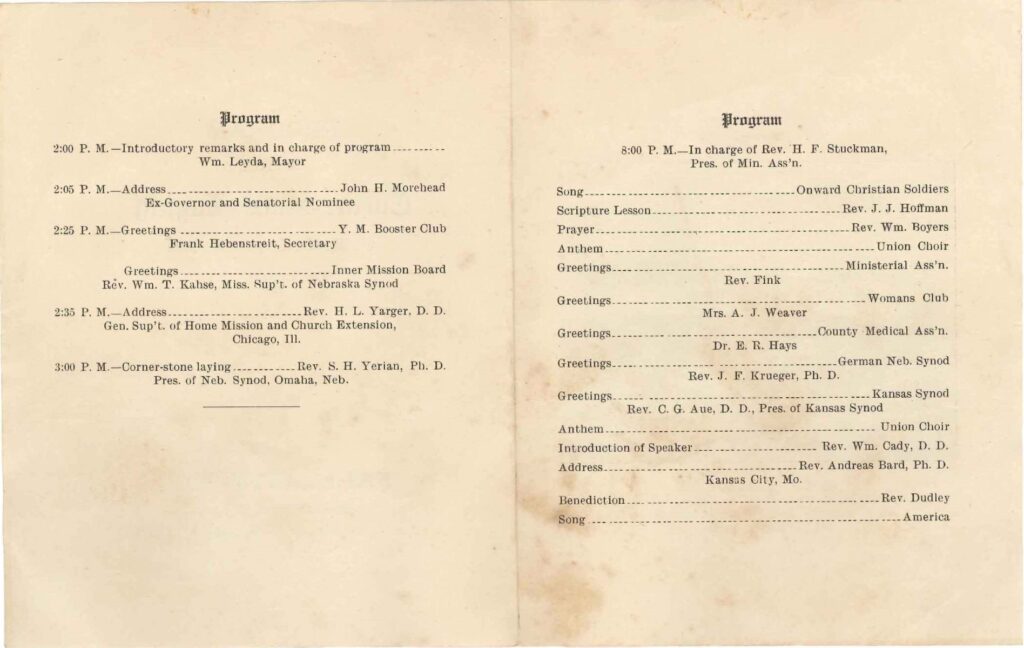 Program
2:00 P. M.—Introductory remarks and in charge of program
Wm. Leyda, Mayor
2:05 P. M.—Address John H. Morehead
Ex-Governor and Senatorial Nominee
2:25 P. M.—Greetings Y. M. Booster Club
Frank Hebenstreit, Secretary
Greetings Inner Mission Board
Rev. Wm. T. Kahse, Miss. Sup't. of Nebraska Synod
2:35 P. M.—Address Rev. H. L. Yarger, D. D.
Gen. Sup't. of Home Mission and Church Extension,
Chicago, Ill.
3:00 P. M.—Corner-stone laying Rev. S. H. Yerian, Ph. D.
Pres. of Neb. Synod, Omaha, Neb.
Program
8:00 P. M.—In charge of Rev. H. F. Stuckman,
Pres. of Min. Ass'n.
Song Onward Christian Soldiers
Scripture Lesson Rev. J. J. Hoffman
Prayer Rev. Wm. Boyers
Anthem Union Choir
Greetings Ministerial Ass'n.
Rev. Fink
Greetings Womans Club
Mrs. A. J. Weaver
Greetings County Medical Ass'n.
Dr. E. R. Hays
Greetings German Neb. Synod
Rev. J. F. Krueger, Ph. D.
Greetings Kansas Synod
Rev. C. G. Aue, D. D., Pres. of Kansas Synod
Anthem Union Choir
Introduction of Speaker Rev. Wm. Cady, D. D.
Address Rev. Andreas Bard, Ph. D.
Kansas City, Mo.
Benediction Rev. Dudley
Song America